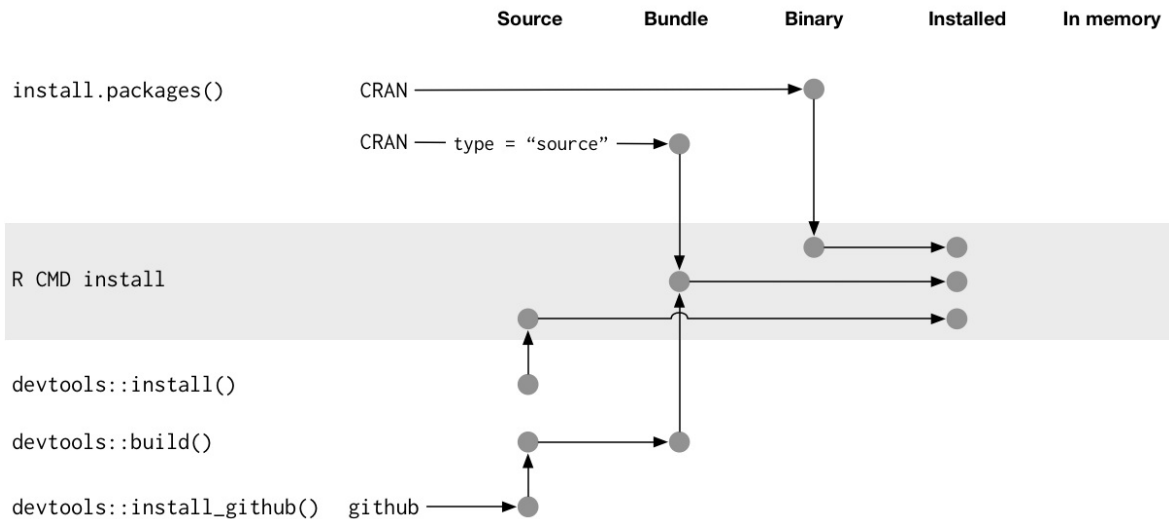 Source Bundle Binary Installed In memory
install.packages() CRAN
CRAN type = “source”
R CMD install
devtools::install()
devtools::build()
devtools::install_github() github